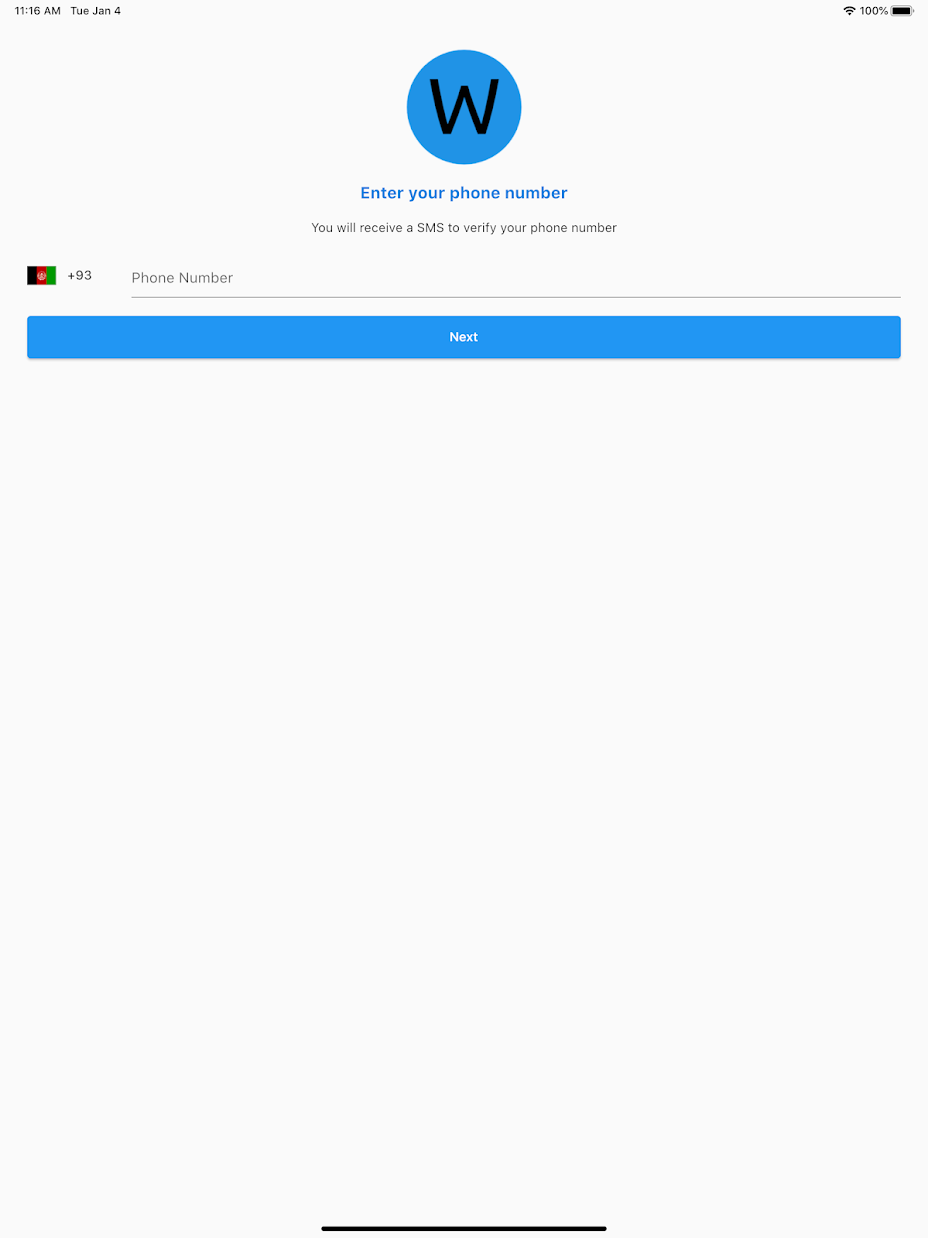 11:16 AM Tue Jan 4 100%
W
Enter your phone number
You will receive a SMS to verify your phone number
+93 Phone Number
Next